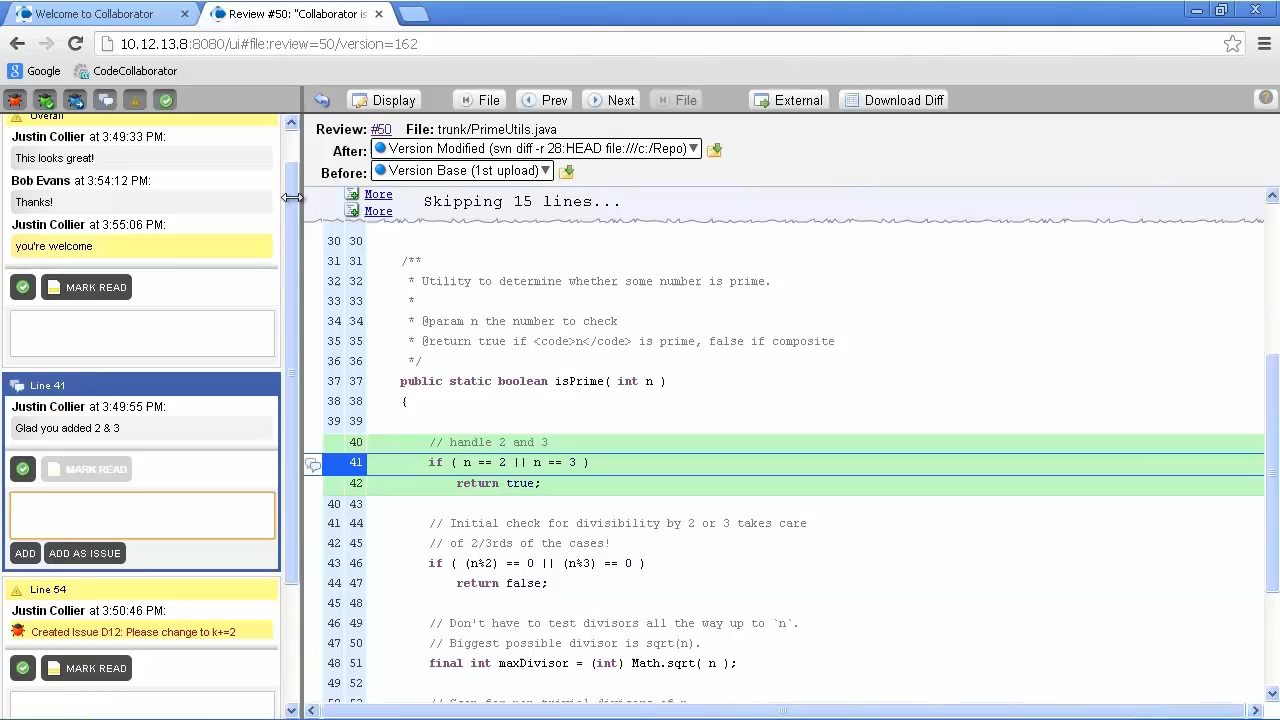 Welcome to Collaborator
Review #50: "Collaborator is
10.12.13.8:8080/ui#file:review=50/version=162
Google
CodeCollaborator
Display
File
Prev
Next
File
External
Download Diff
Overall
Justin Collier at 3:49:33 PM:
This looks great!
Bob Evans at 3:54:12 PM:
Thanks!
Justin Collier at 3:55:06 PM:
you're welcome
MARK READ
Line 41
Justin Collier at 3:49:55 PM:
Glad you added 2 & 3
MARK READ
ADD
ADD AS ISSUE
Line 54
Justin Collier at 3:50:46 PM:
Created Issue D12: Please change to k+=2
MARK READ
Review: #50 File: trunk/PrimeUtils.java
After: Version Modified (svn diff -r 28:HEAD file:///c:/Repo)
Before: Version Base (1st upload)
More
More
Skipping 15 lines...
30 30
31 31 /**
32 32 * Utility to determine whether some number is prime.
33 33 *
34 34 * @param n the number to check
35 35 * @return true if <code>n</code> is prime, false if composite
36 36 */
37 37 public static boolean isPrime( int n )
38 38 {
39 39
40 // handle 2 and 3
41 if ( n == 2 || n == 3 )
42 return true;
40 43
41 44 // Initial check for divisibility by 2 or 3 takes care
42 45 // of 2/3rds of the cases!
43 46 if ( (n%2) == 0 || (n%3) == 0 )
44 47 return false;
45 48
46 49 // Don't have to test divisors all the way up to `n`.
47 50 // Biggest possible divisor is sqrt(n).
48 51 final int maxDivisor = (int) Math.sqrt( n );
49 52